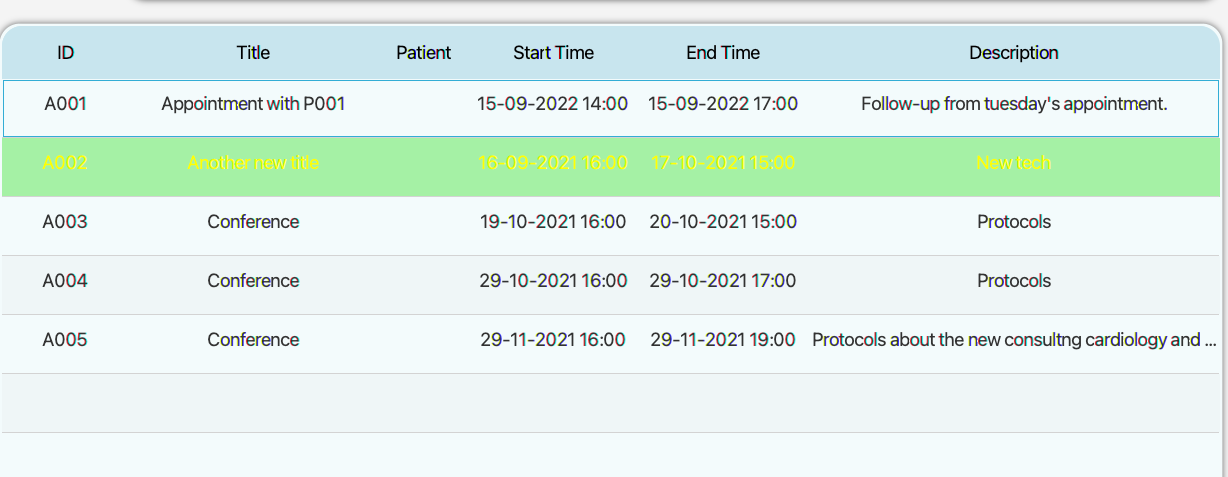 ID Title Patient Start Time End Time Description
A001 Appointment with P001 15-09-2022 14:00 15-09-2022 17:00 Follow-up from tuesday's appointment.
A002 Another new title 16-09-2021 16:00 17-10-2021 15:00 New tech
A003 Conference 19-10-2021 16:00 20-10-2021 15:00 Protocols
A004 Conference 29-10-2021 16:00 29-10-2021 17:00 Protocols
A005 Conference 29-11-2021 16:00 29-11-2021 19:00 Protocols about the new consultng cardiology and ...